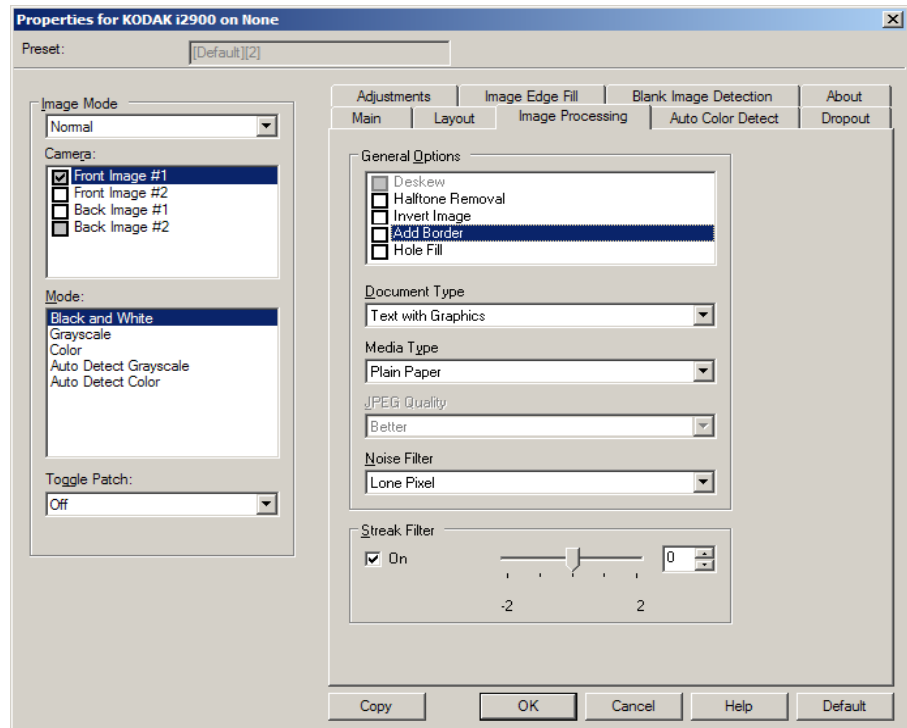 Properties for KODAK i2900 on None
Preset:
[Default][2]
Image Mode
Normal
Camera:
Front Image #1
Front Image #2
Back Image #1
Back Image #2
Mode:
Black and White
Grayscale
Color
Auto Detect Grayscale
Auto Detect Color
Toggle Patch:
Off
Adjustments
Image Edge Fill
Blank Image Detection
About
Main
Layout
Image Processing
Auto Color Detect
Dropout
General Options
Deskew
Halftone Removal
Invert Image
Add Border
Hole Fill
Document Type
Text with Graphics
Media Type
Plain Paper
JPEG Quality
Better
Noise Filter
Lone Pixel
Streak Filter
On
0
-2
2
Copy
OK
Cancel
Help
Default